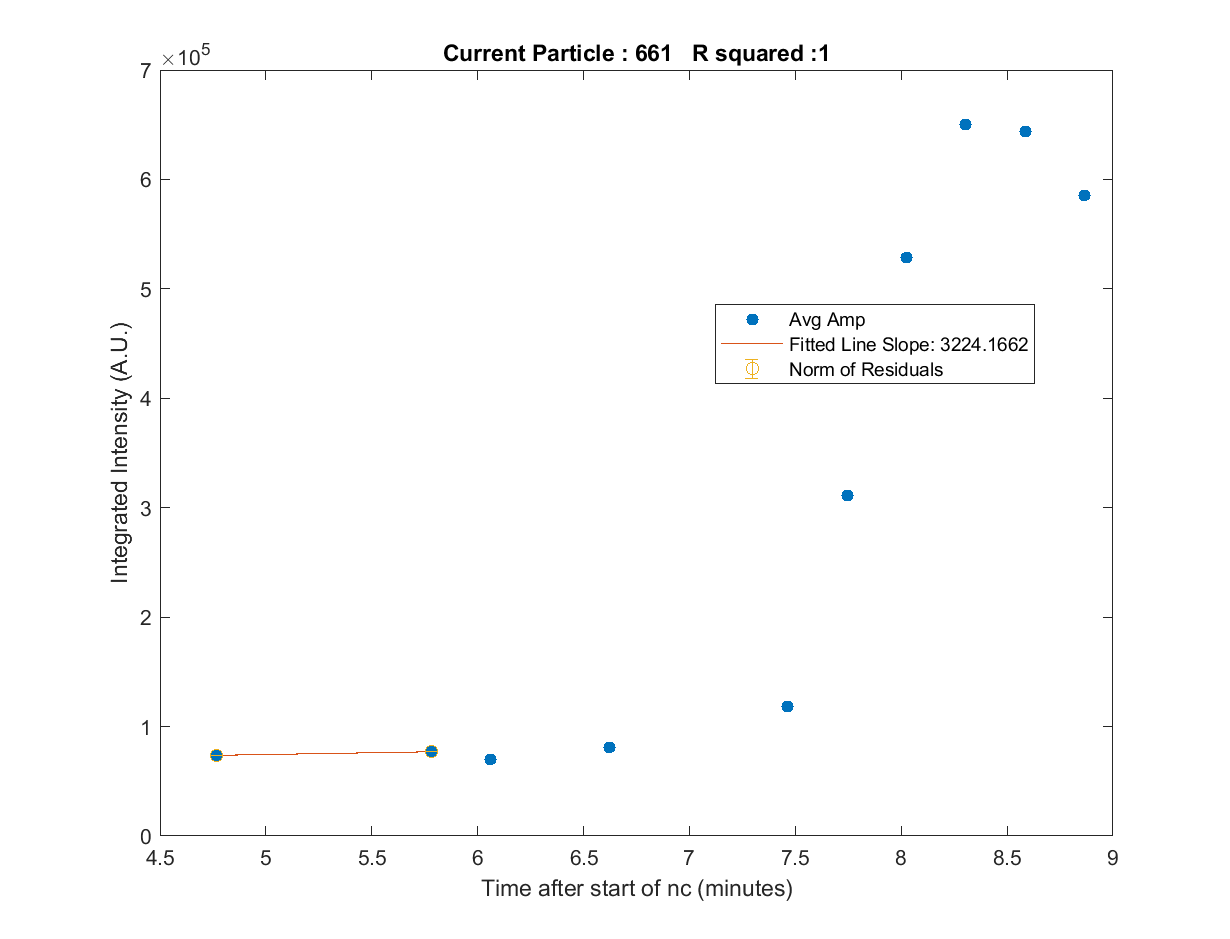 Current Particle : 661   R squared :1
×10^5
7
6
5
4
3
2
1
0
Integrated Intensity (A.U.)
Avg Amp
Fitted Line Slope: 3224.1662
Norm of Residuals
4.5 5 5.5 6 6.5 7 7.5 8 8.5 9
Time after start of nc (minutes)